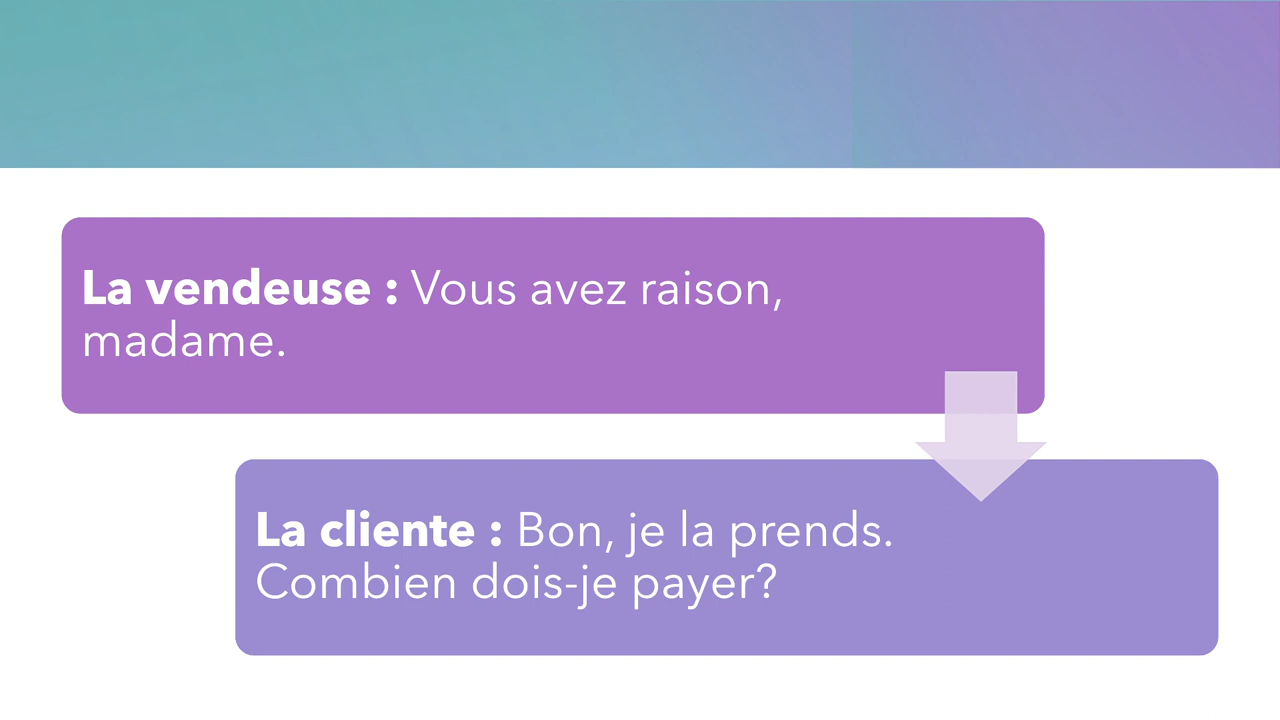 La vendeuse : Vous avez raison,
madame.
La cliente : Bon, je la prends.
Combien dois-je payer?